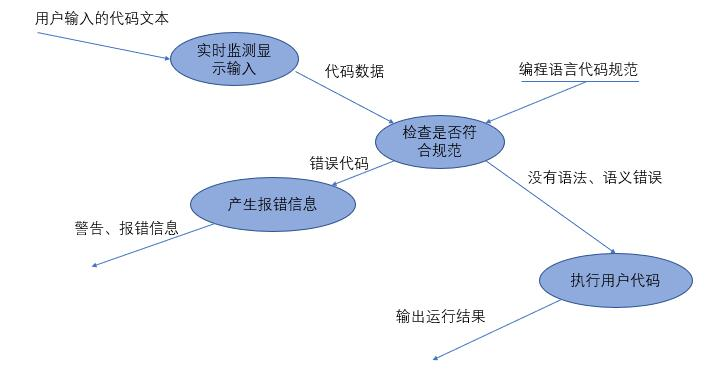 用户输入的代码文本
实时监测显
示输入
代码数据
编程语言代码规范
检查是否符
合规范
错误代码
没有语法、语义错误
产生报错信息
警告、报错信息
执行用户代码
输出运行结果